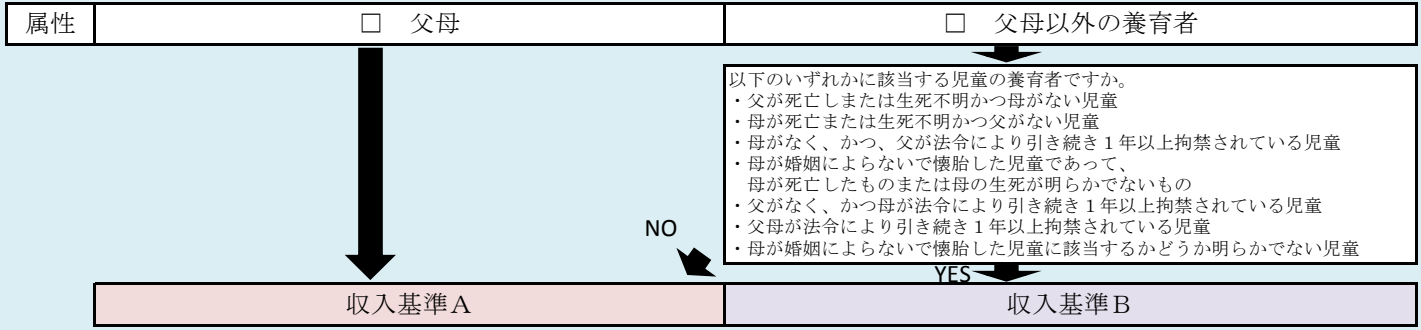 属性
□ 父母
□ 父母以外の養育者
以下のいずれかに該当する児童の養育者ですか。
・父が死亡しまたは生死不明かつ母がない児童
・母が死亡または生死不明かつ父がない児童
・母がなく、かつ、父が法令により引き続き１年以上拘禁されている児童
・母が婚姻によらないで懐胎した児童であって、
母が死亡したものまたは母の生死が明らかでないもの
・父がなく、かつ母が法令により引き続き１年以上拘禁されている児童
・父母が法令により引き続き１年以上拘禁されている児童
・母が婚姻によらないで懐胎した児童に該当するかどうか明らかでない児童
NO
YES
収入基準Ａ
収入基準Ｂ